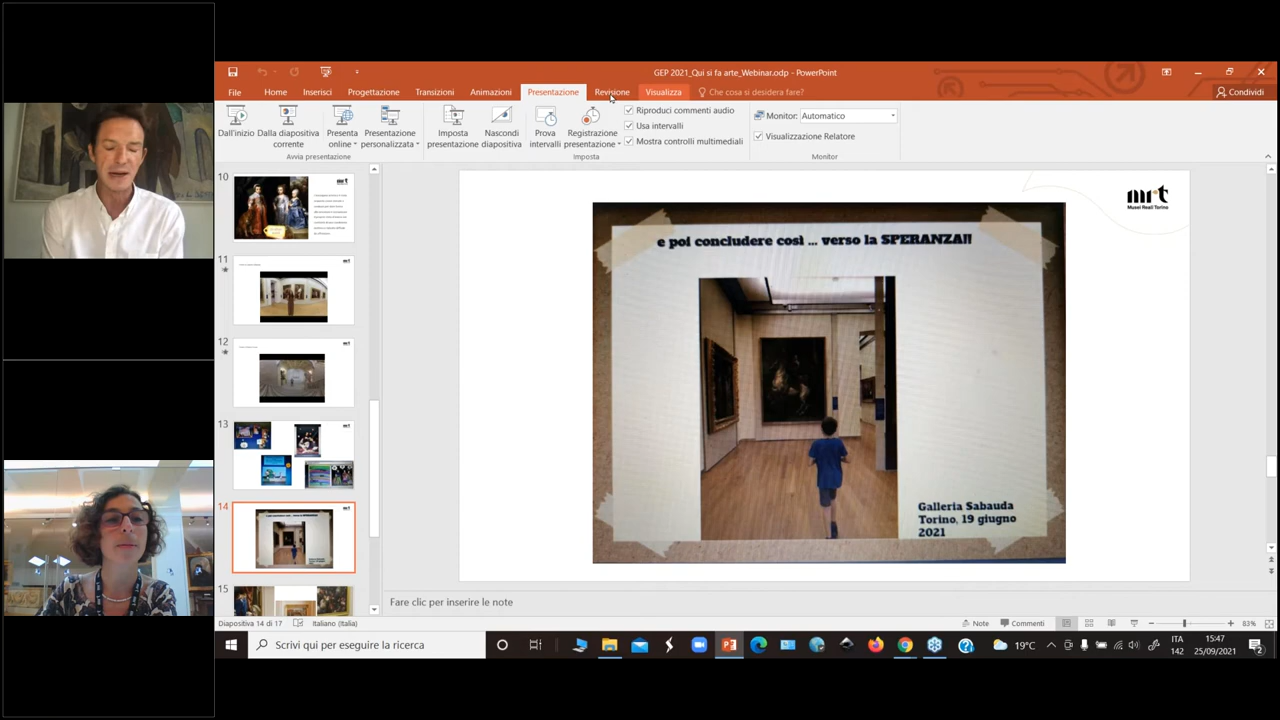 GEP 2021_Qui si fa arte_Webinar.odp - PowerPoint
File Home Inserisci Progettazione Transizioni Animazioni Presentazione Revisione Visualizza Che cosa si desidera fare? Condividi
Dall'inizio
Dalla diapositiva corrente
Presenta online
Presentazione personalizzata
Imposta presentazione
Nascondi diapositiva
Prova intervalli
Registrazione presentazione
Riproduci commenti audio
Usa intervalli
Mostra controlli multimediali
Monitor: Automatico
Visualizzazione Relatore
Avvia presentazione
Imposta
Monitor
10
11
12
13
14
15
mrt
Musei Reali Torino
e poi concludere così ... verso la SPERANZA!!
Galleria Sabauda
Torino, 19 giugno
2021
Fare clic per inserire le note
Diapositiva 14 di 17 Italiano (Italia) Note Commenti 83%
Scrivi qui per eseguire la ricerca
19°C
ITA
142
15:47
25/09/2021
2